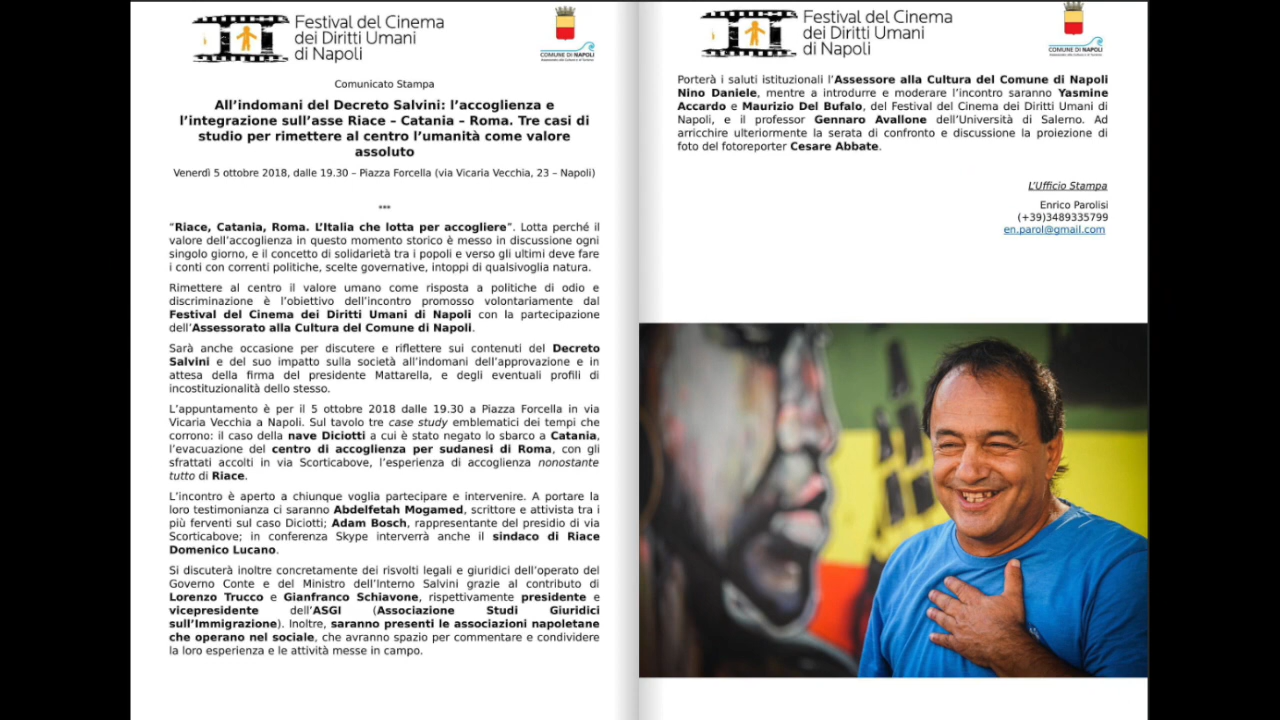 Festival del Cinema
dei Diritti Umani
di Napoli
COMUNE DI NAPOLI
Comunicato Stampa
All’indomani del Decreto Salvini: l’accoglienza e
l’integrazione sull’asse Riace – Catania – Roma. Tre casi di
studio per rimettere al centro l’umanità come valore
assoluto
Venerdì 5 ottobre 2018, dalle 19.30 – Piazza Forcella (via Vicaria Vecchia, 23 – Napoli)
***
“Riace, Catania, Roma. L’Italia che lotta per accogliere”. Lotta perché il
valore dell’accoglienza in questo momento storico è messo in discussione ogni
singolo giorno, e il concetto di solidarietà tra i popoli e verso gli ultimi deve fare
i conti con correnti politiche, scelte governative, intoppi di qualsivoglia natura.
Rimettere al centro il valore umano come risposta a politiche di odio e
discriminazione è l’obiettivo dell’incontro promosso volontariamente dal
Festival del Cinema dei Diritti Umani di Napoli con la partecipazione
dell’Assessorato alla Cultura del Comune di Napoli.
Sarà anche occasione per discutere e riflettere sui contenuti del Decreto
Salvini e del suo impatto sulla società all’indomani dell’approvazione e in
attesa della firma del presidente Mattarella, e degli eventuali profili di
incostituzionalità dello stesso.
L’appuntamento è per il 5 ottobre 2018 dalle 19.30 a Piazza Forcella in via
Vicaria Vecchia a Napoli. Sul tavolo tre case study emblematici dei tempi che
corrono: il caso della nave Diciotti a cui è stato negato lo sbarco a Catania,
l’evacuazione del centro di accoglienza per sudanesi di Roma, con gli
sfrattati accolti in via Scorticabove, l’esperienza di accoglienza nonostante
tutto di Riace.
L’incontro è aperto a chiunque voglia partecipare e intervenire. A portare la
loro testimonianza ci saranno Abdelfetah Mogamed, scrittore e attivista tra i
più ferventi sul caso Diciotti; Adam Bosch, rappresentante del presidio di via
Scorticabove; in conferenza Skype interverrà anche il sindaco di Riace
Domenico Lucano.
Si discuterà inoltre concretamente dei risvolti legali e giuridici dell’operato del
Governo Conte e del Ministro dell’Interno Salvini grazie al contributo di
Lorenzo Trucco e Gianfranco Schiavone, rispettivamente presidente e
vicepresidente dell’ASGI (Associazione Studi Giuridici
sull’Immigrazione). Inoltre, saranno presenti le associazioni napoletane
che operano nel sociale, che avranno spazio per commentare e condividere
la loro esperienza e le attività messe in campo.
Festival del Cinema
dei Diritti Umani
di Napoli
COMUNE DI NAPOLI
Porterà i saluti istituzionali l’Assessore alla Cultura del Comune di Napoli
Nino Daniele, mentre a introdurre e moderare l’incontro saranno Yasmine
Accardo e Maurizio Del Bufalo, del Festival del Cinema dei Diritti Umani di
Napoli, e il professor Gennaro Avallone dell’Università di Salerno. Ad
arricchire ulteriormente la serata di confronto e discussione la proiezione di
foto del fotoreporter Cesare Abbate.
L’Ufficio Stampa
Enrico Parolisi
(+39)3489335799
en.parol@gmail.com